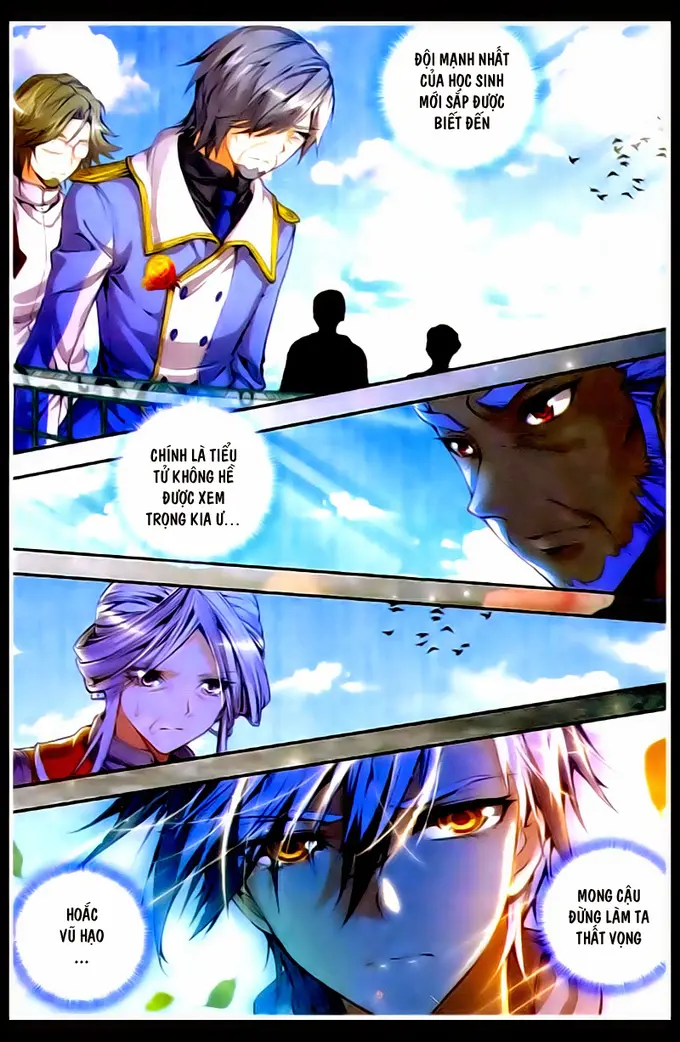 ĐỘI MẠNH NHẤT
CỦA HỌC SINH
MỚI SẮP ĐƯỢC
BIẾT ĐẾN
CHÍNH LÀ TIỂU
TỬ KHÔNG HỀ
ĐƯỢC XEM
TRỌNG KIA Ư...
HOẮC
VŨ HẠO
...
MONG CẬU
ĐỪNG LÀM TA
THẤT VỌNG